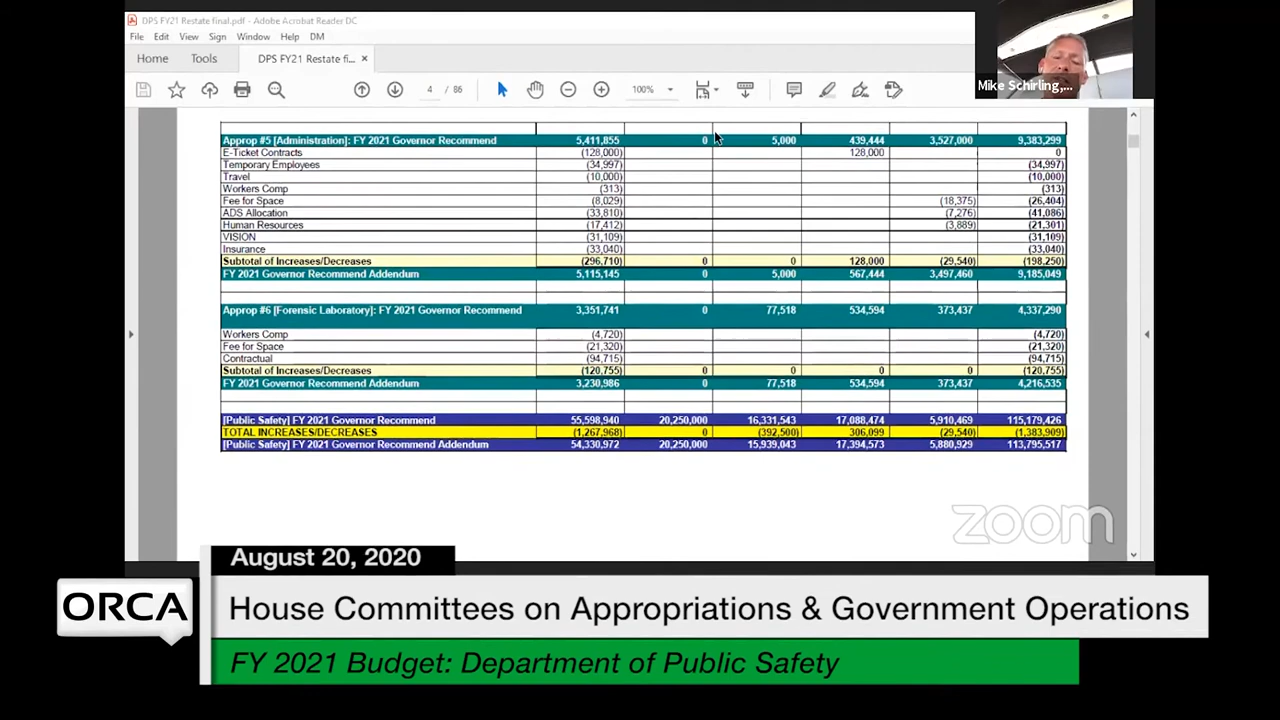 DPS FY21 Restate final.pdf - Adobe Acrobat Reader DC
File Edit View Sign Window Help DM
Home Tools DPS FY21 Restate fi... ×
4 / 86 100%
Mike Schirling,...
Approp #5 [Administration]: FY 2021 Governor Recommend 5,411,855 0 5,000 439,444 3,527,000 9,383,299
E-Ticket Contracts (128,000) 128,000 0
Temporary Employees (34,997) (34,997)
Travel (10,000) (10,000)
Workers Comp (313) (313)
Fee for Space (8,029) (18,375) (26,404)
ADS Allocation (33,810) (7,276) (41,086)
Human Resources (17,412) (3,889) (21,301)
VISION (31,109) (31,109)
Insurance (33,040) (33,040)
Subtotal of Increases/Decreases (296,710) 0 0 128,000 (29,540) (198,250)
FY 2021 Governor Recommend Addendum 5,115,145 0 5,000 567,444 3,497,460 9,185,049
Approp #6 [Forensic Laboratory]: FY 2021 Governor Recommend 3,351,741 0 77,518 534,594 373,437 4,337,290
Workers Comp (4,720) (4,720)
Fee for Space (21,320) (21,320)
Contractual (94,715) (94,715)
Subtotal of Increases/Decreases (120,755) 0 0 0 0 (120,755)
FY 2021 Governor Recommend Addendum 3,230,986 0 77,518 534,594 373,437 4,216,535
[Public Safety] FY 2021 Governor Recommend 55,598,940 20,250,000 16,331,543 17,088,474 5,910,469 115,179,426
TOTAL INCREASES/DECREASES (1,267,968) 0 (392,500) 306,099 (29,540) (1,383,909)
[Public Safety] FY 2021 Governor Recommend Addendum 54,330,972 20,250,000 15,939,043 17,394,573 5,880,929 113,795,517
zoom
August 20, 2020
ORCA
House Committees on Appropriations & Government Operations
FY 2021 Budget: Department of Public Safety